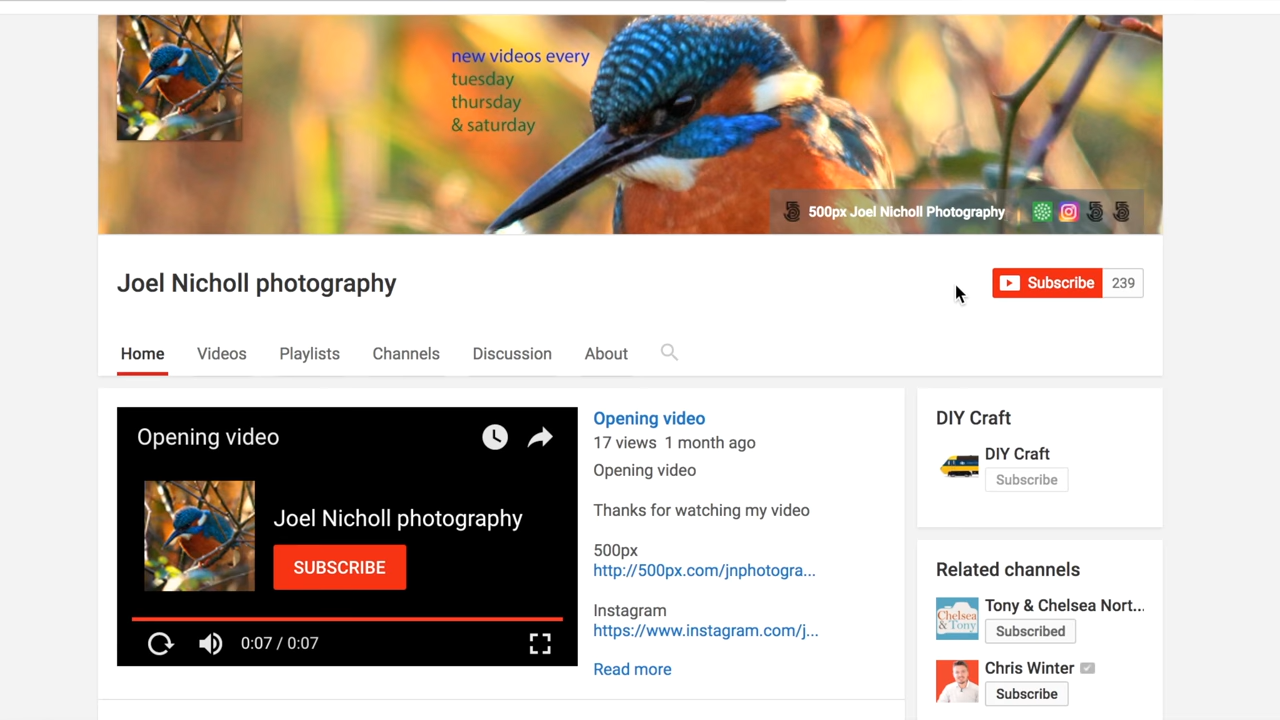 new videos every
tuesday
thursday
& saturday
500px Joel Nicholl Photography
Joel Nicholl photography
Subscribe 239
Home Videos Playlists Channels Discussion About
Opening video
Joel Nicholl photography
SUBSCRIBE
0:07 / 0:07
Opening video
17 views 1 month ago
Opening video
Thanks for watching my video
500px
http://500px.com/jnphotogra...
Instagram
https://www.instagram.com/j...
Read more
DIY Craft
DIY Craft
Subscribe
Related channels
Chelsea
& Tony
Tony & Chelsea Nort...
Subscribed
Chris Winter
Subscribe